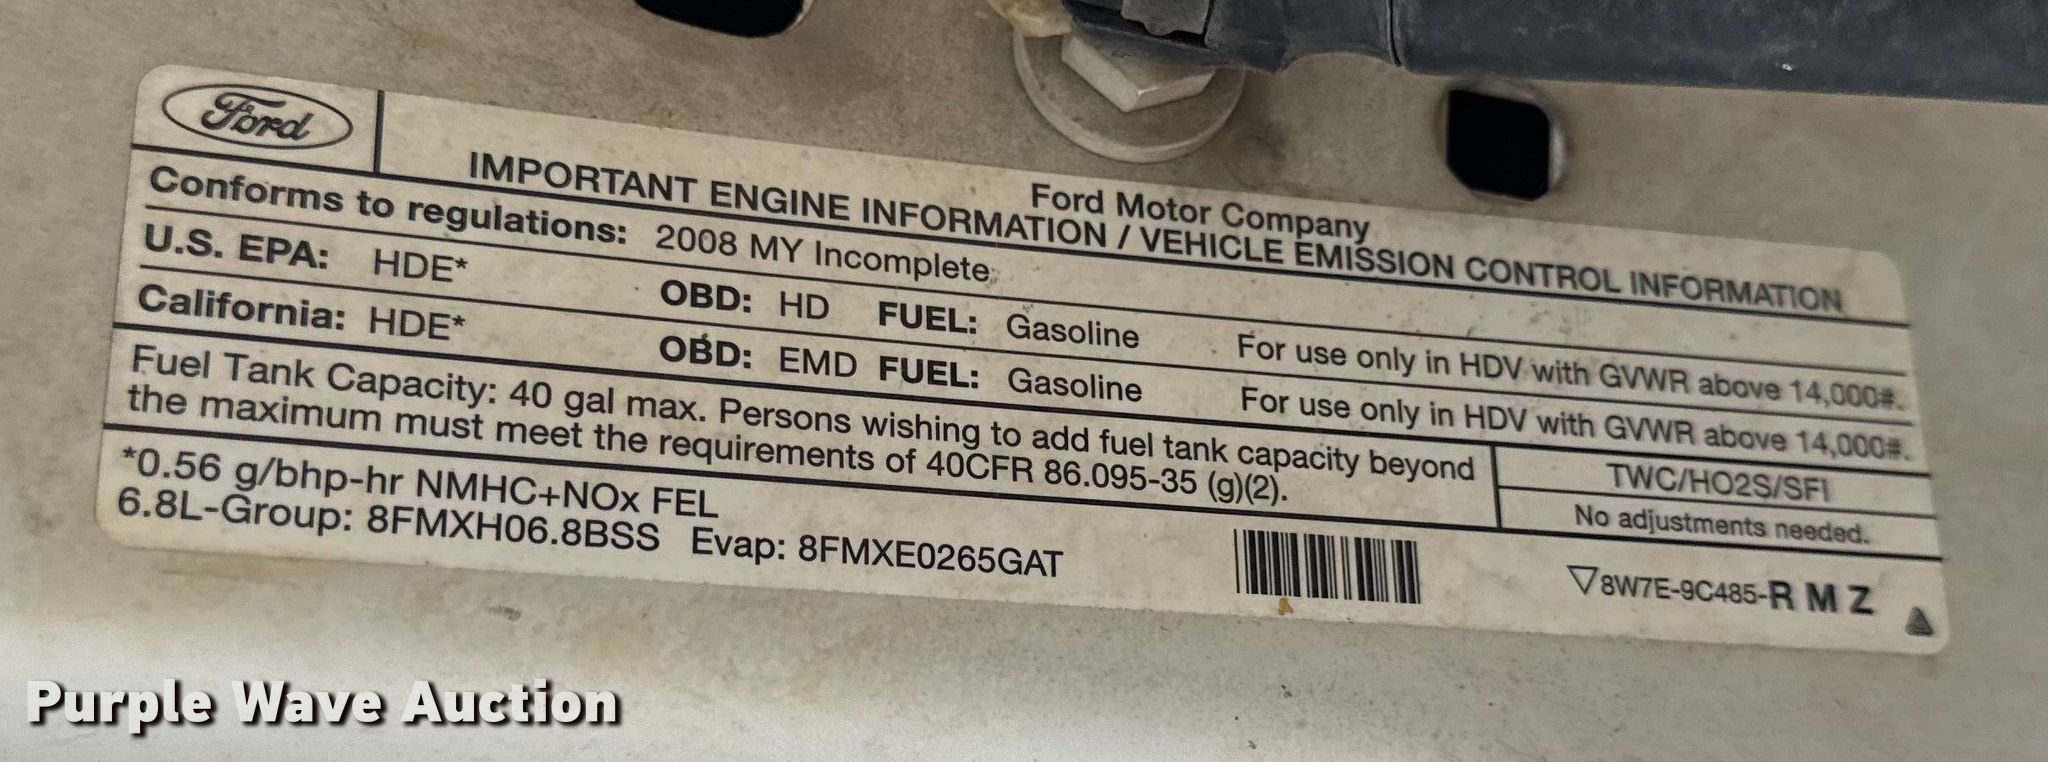 Ford
Ford Motor Company
IMPORTANT ENGINE INFORMATION / VEHICLE EMISSION CONTROL INFORMATION
Conforms to regulations: 2008 MY Incomplete
U.S. EPA: HDE* OBD: HD FUEL: Gasoline For use only in HDV with GVWR above 14,000#.
California: HDE* OBD: EMD FUEL: Gasoline For use only in HDV with GVWR above 14,000#.
Fuel Tank Capacity: 40 gal max. Persons wishing to add fuel tank capacity beyond
the maximum must meet the requirements of 40CFR 86.095-35 (g)(2).
TWC/HO2S/SFI
No adjustments needed.
*0.56 g/bhp-hr NMHC+NOx FEL
6.8L-Group: 8FMXH06.8BSS Evap: 8FMXE0265GAT
▽8W7E-9C485-R M Z
Purple Wave Auction